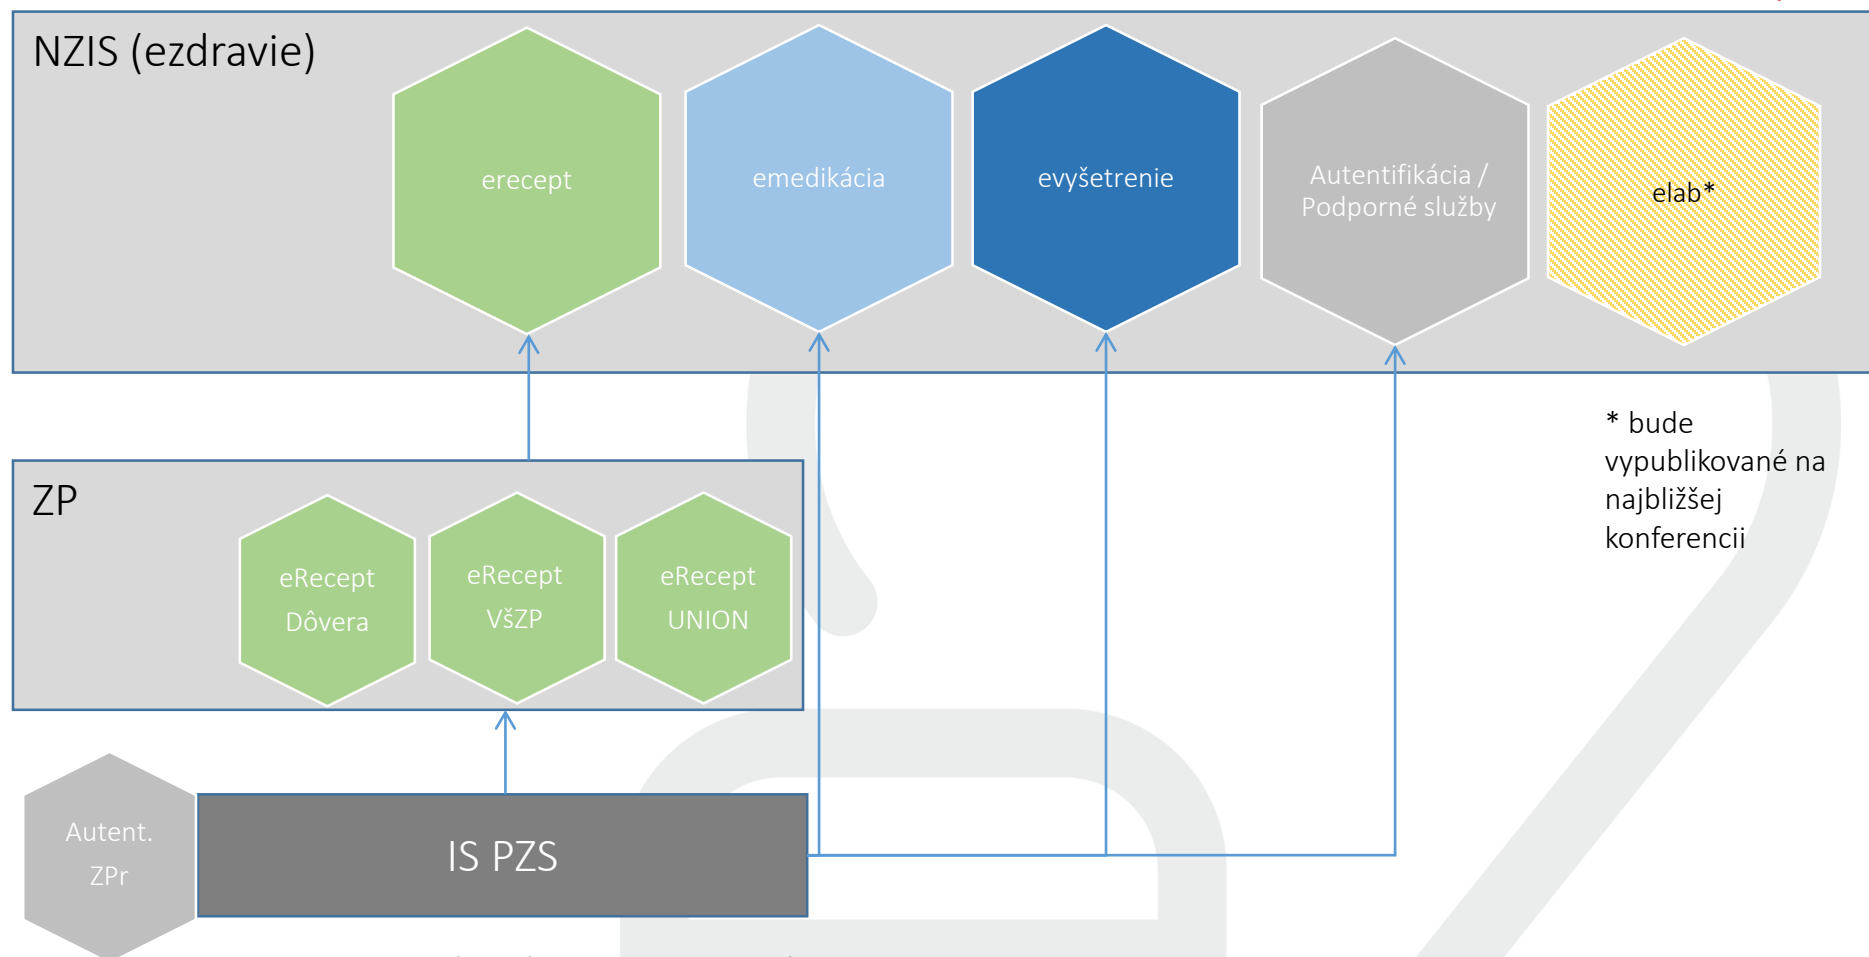 NZIS (ezdravie)
erecept
emedikácia
evyšetrenie
Autentifikácia /
Podporné služby
elab*
* bude
vypublikované na
najbližšej
konferencii
ZP
eRecept
Dôvera
eRecept
VšZP
eRecept
UNION
Autent.
ZPr
IS PZS